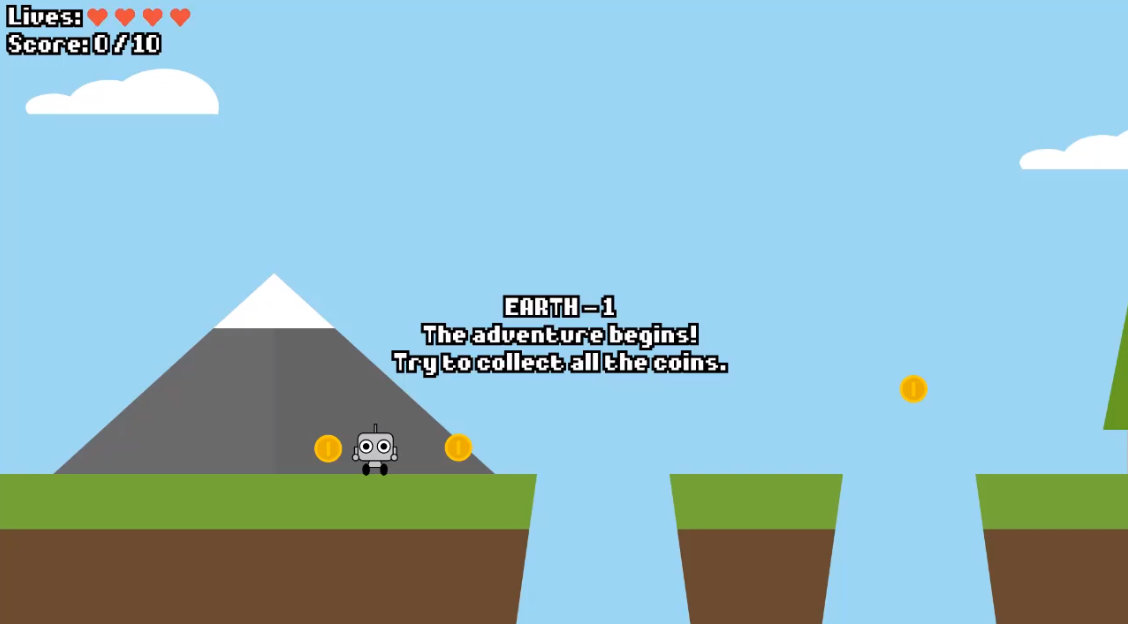 Lives:
Score: 0/10
EARTH - 1
The adventure begins!
Try to collect all the coins.